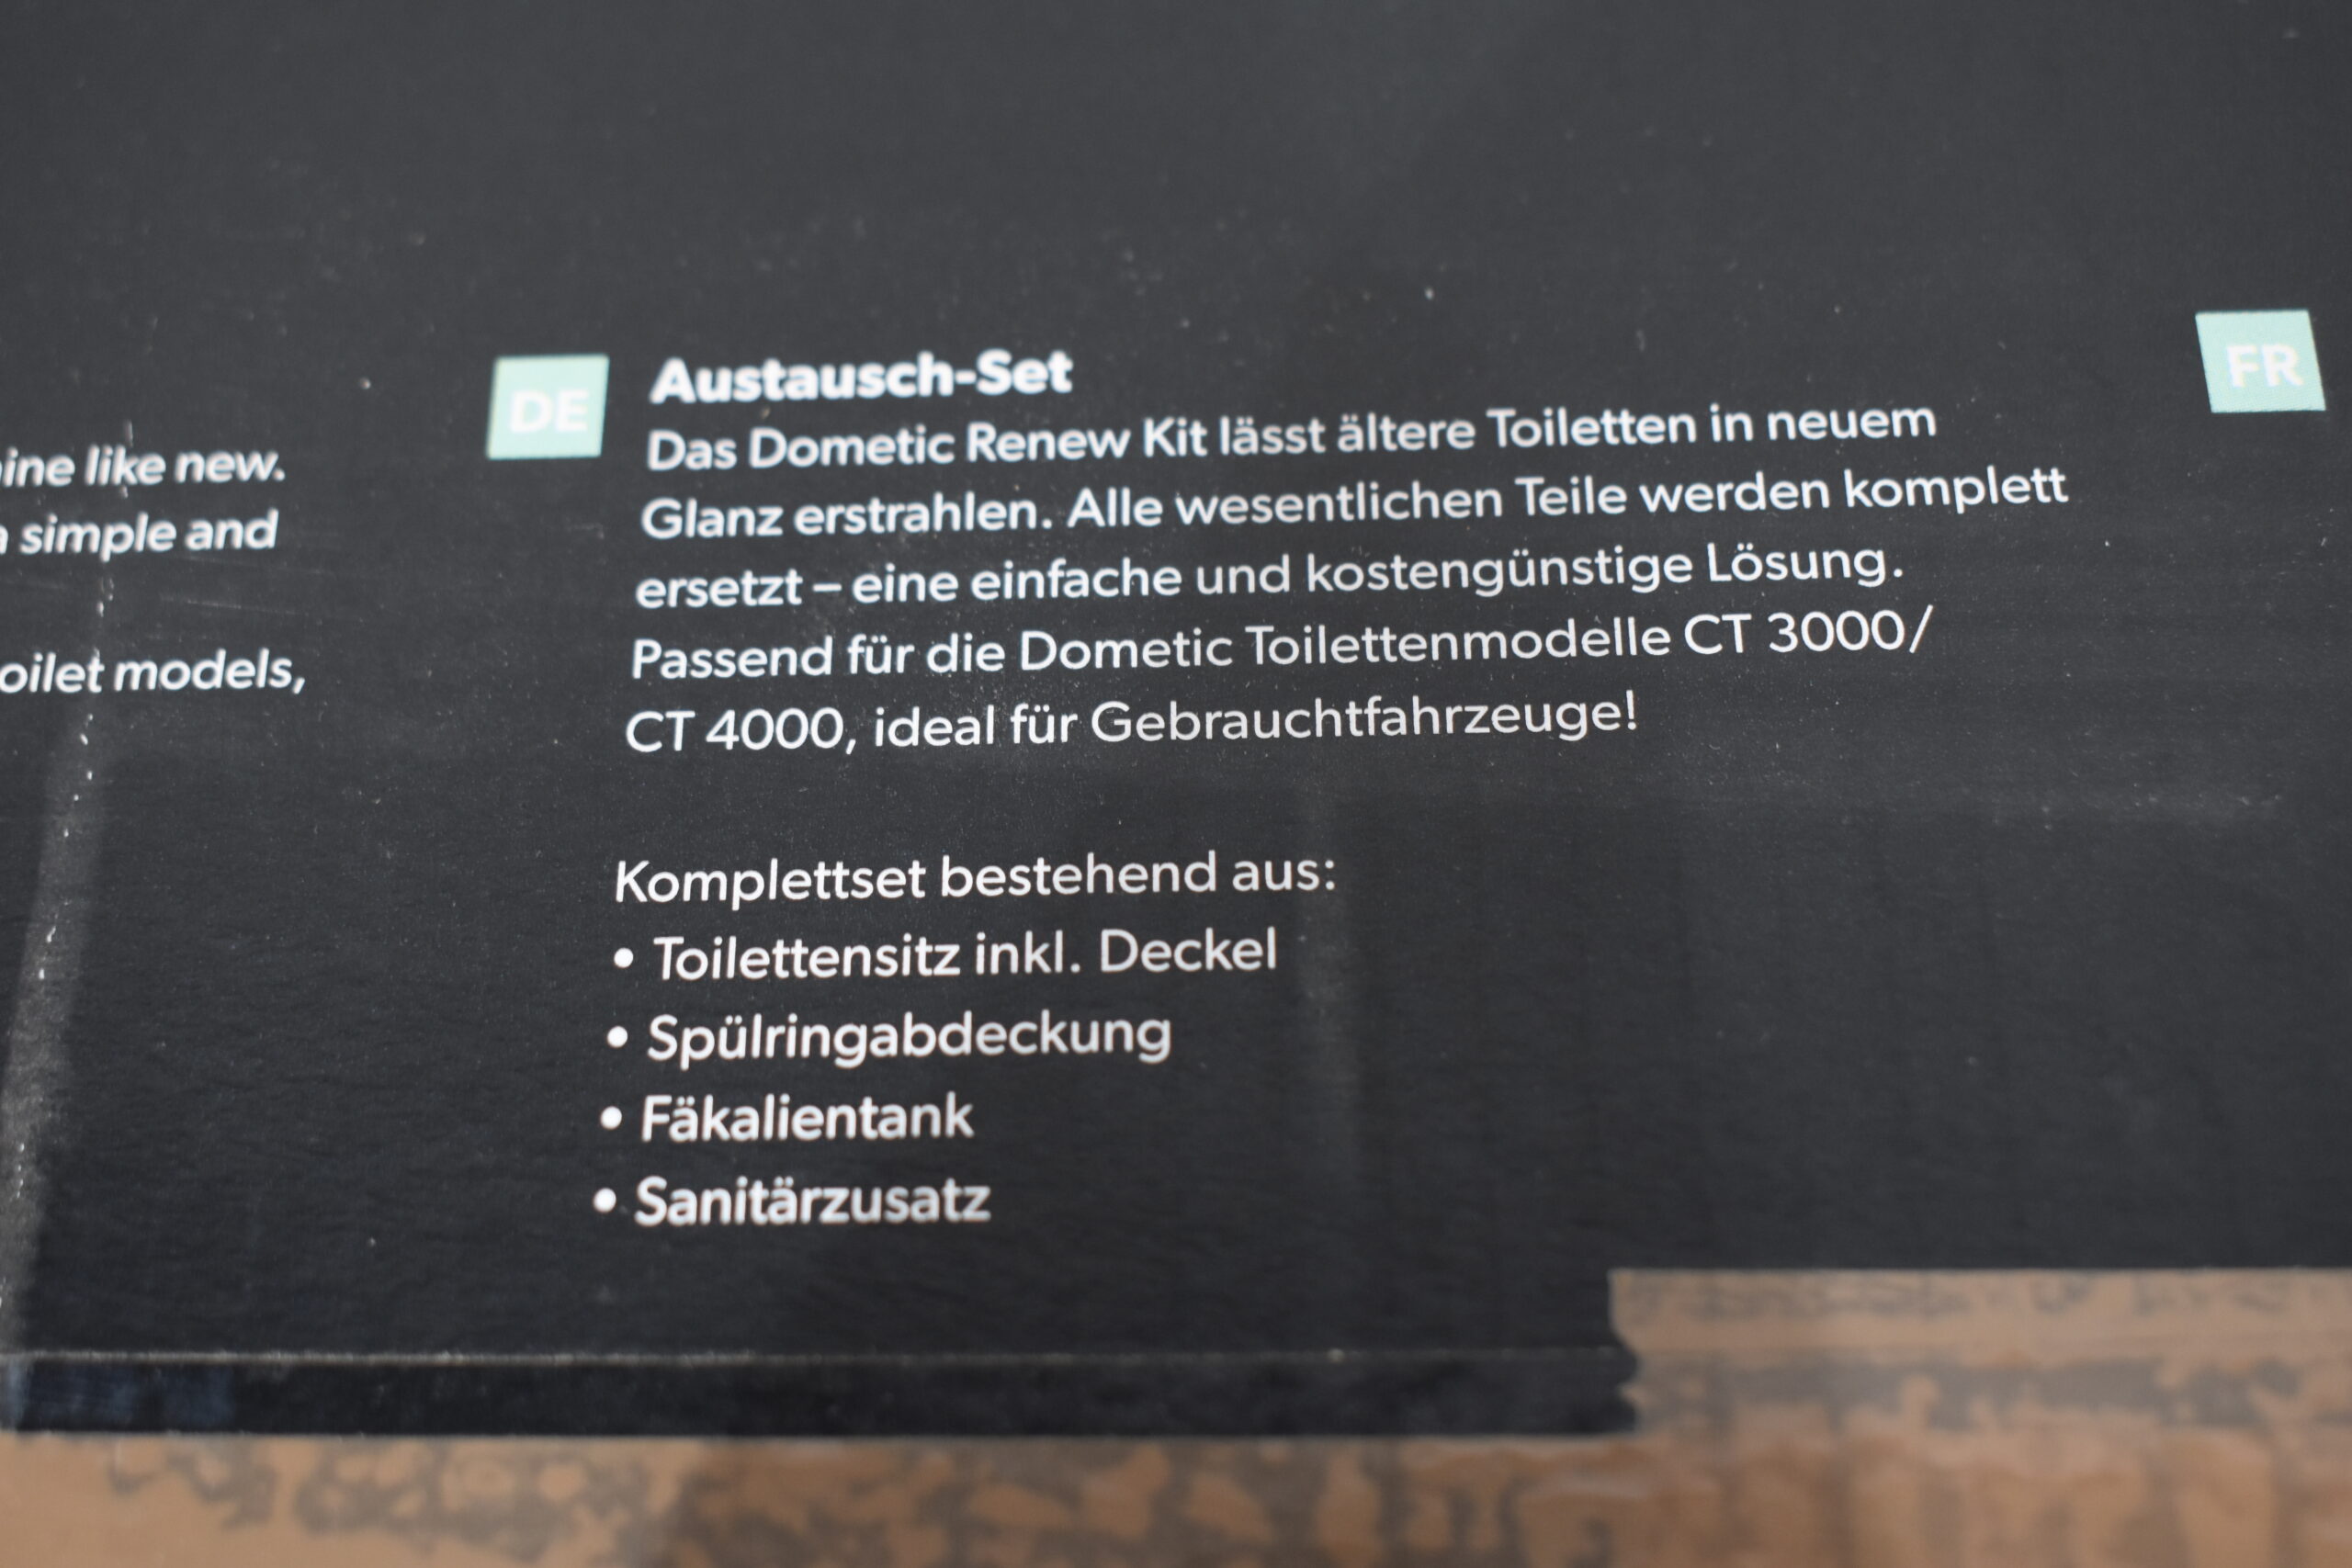 like new.
simple and
models,
DE
Austausch-Set
Das Dometic Renew Kit lässt ältere Toiletten in neuem
Glanz erstrahlen. Alle wesentlichen Teile werden komplett
ersetzt – eine einfache und kostengünstige Lösung.
Passend für die Dometic Toilettenmodelle CT 3000/
CT 4000, ideal für Gebrauchtfahrzeuge!
Komplettset bestehend aus:
• Toilettensitz inkl. Deckel
• Spülringabdeckung
• Fäkalientank
• Sanitärzusatz
FR